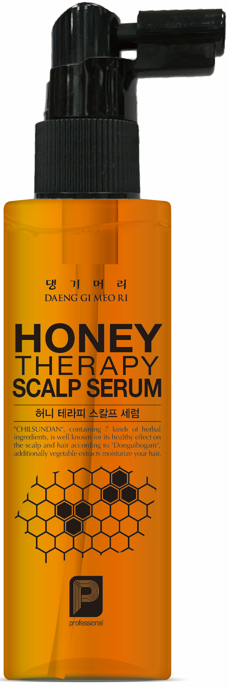 댕 기 머 리
DAENG GI MEO RI
HONEY
THERAPY
SCALP SERUM
허니 테라피 스칼프 세럼
"CHILSUNDAN", containing 7 kinds of herbal
ingredients, is well known for its healthy effect on
the scalp and hair according to "Donguibogam".
additionally vegetable extracts moisturize your hair.
P
professional